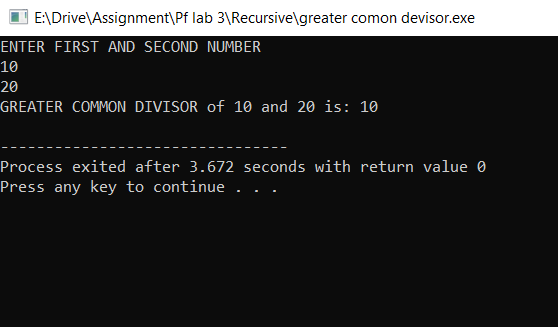 E:\Drive\Assignment\Pf lab 3\Recursive\greater comon devisor.exe
ENTER FIRST AND SECOND NUMBER
10
20
GREATER COMMON DIVISOR of 10 and 20 is: 10
--------------------------------
Process exited after 3.672 seconds with return value 0
Press any key to continue . . .